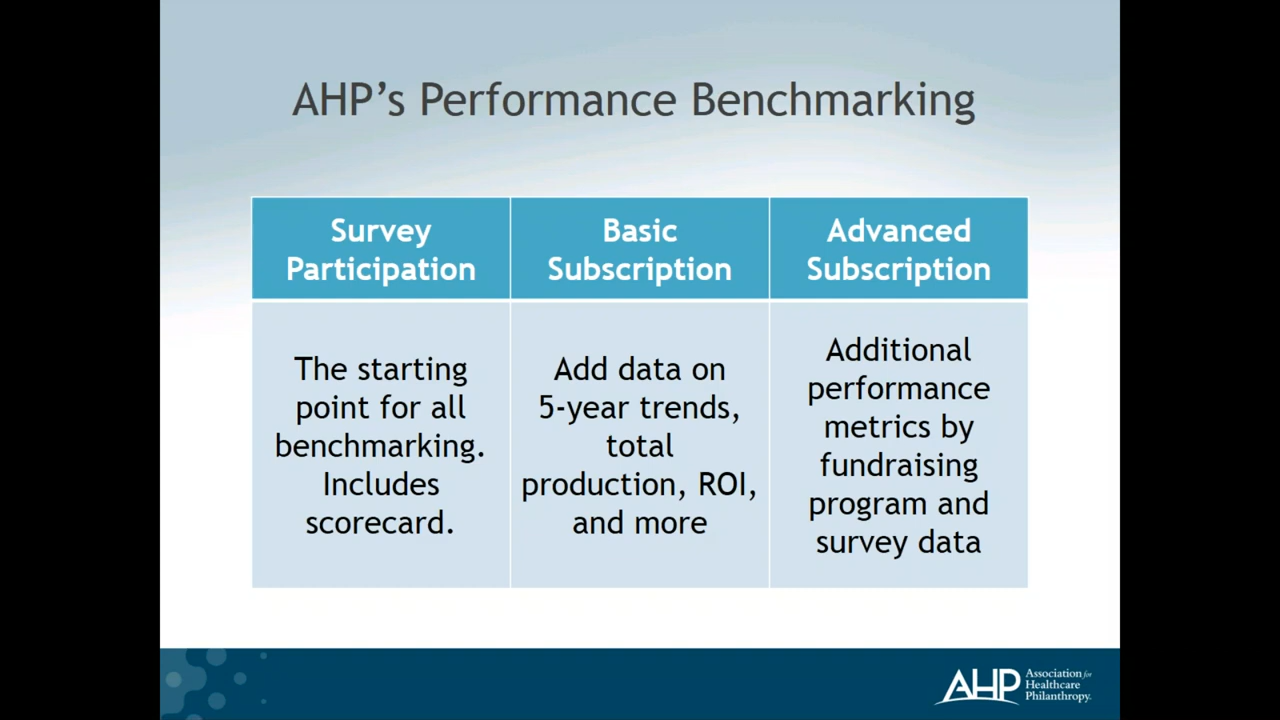 AHP's Performance Benchmarking
Survey
Participation
Basic
Subscription
Advanced
Subscription
The starting
point for all
benchmarking.
Includes
scorecard.
Add data on
5-year trends,
total
production, ROI,
and more
Additional
performance
metrics by
fundraising
program and
survey data
AHP
Association for
Healthcare
Philanthropy.